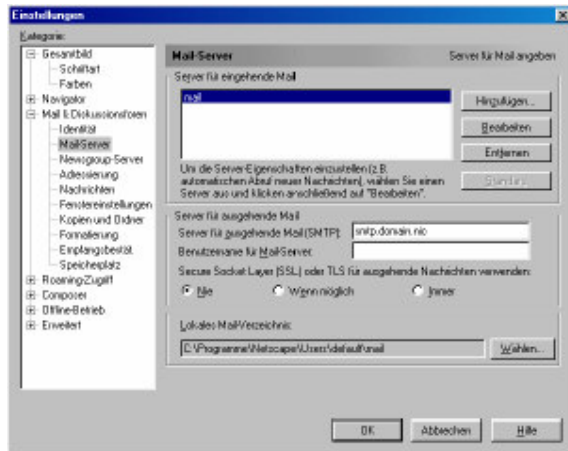 Einstellungen
Kategorie:
Gesamtbild
Schriftart
Farben
Navigator
Mail & Diskussionsforen
Identität
Mail-Server
Newsgroup-Server
Adressierung
Nachrichten
Fenstereinstellungen
Kopien und Ordner
Formatierung
Empfangsbestät.
Speicherplatz
Roaming-Zugriff
Composer
Offline-Betrieb
Erweitert
Mail-Server
Server für Mail angeben
Server für eingehende Mail
mail
Hinzufügen...
Bearbeiten
Entfernen
Um die Server-Eigenschaften einzustellen (z.B.
automatischen Abruf neuer Nachrichten), wählen Sie einen
Server aus und klicken anschließend auf "Bearbeiten".
Server für ausgehende Mail
Server für ausgehende Mail (SMTP):
smtp.domain.nic
Benutzername für Mail-Server:
Secure Socket Layer (SSL) oder TLS für ausgehende Nachrichten verwenden:
Nie
Wenn möglich
Immer
Lokales Mail-Verzeichnis:
C:\Programme\Netscape\Users\default\mail
Wählen...
OK
Abbrechen
Hilfe